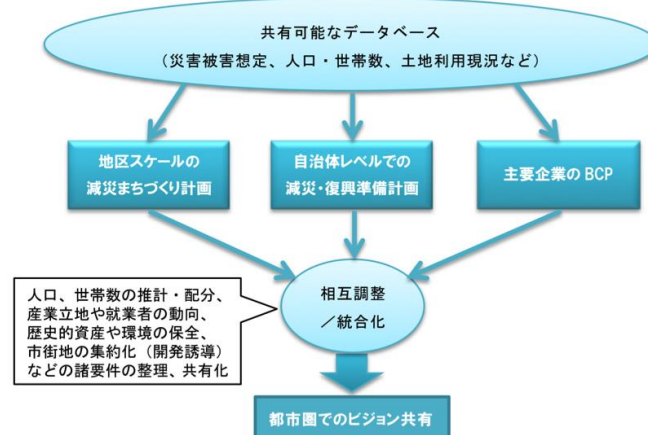 共有可能なデータベース
（災害被害想定、人口・世帯数、土地利用現況など）
地区スケールの
減災まちづくり計画
自治体レベルでの
減災・復興準備計画
主要企業の BCP
人口、世帯数の推計・配分、
産業立地や就業者の動向、
歴史的資産や環境の保全、
市街地の集約化（開発誘導）
などの諸要件の整理、共有化
相互調整
／統合化
都市圏でのビジョン共有